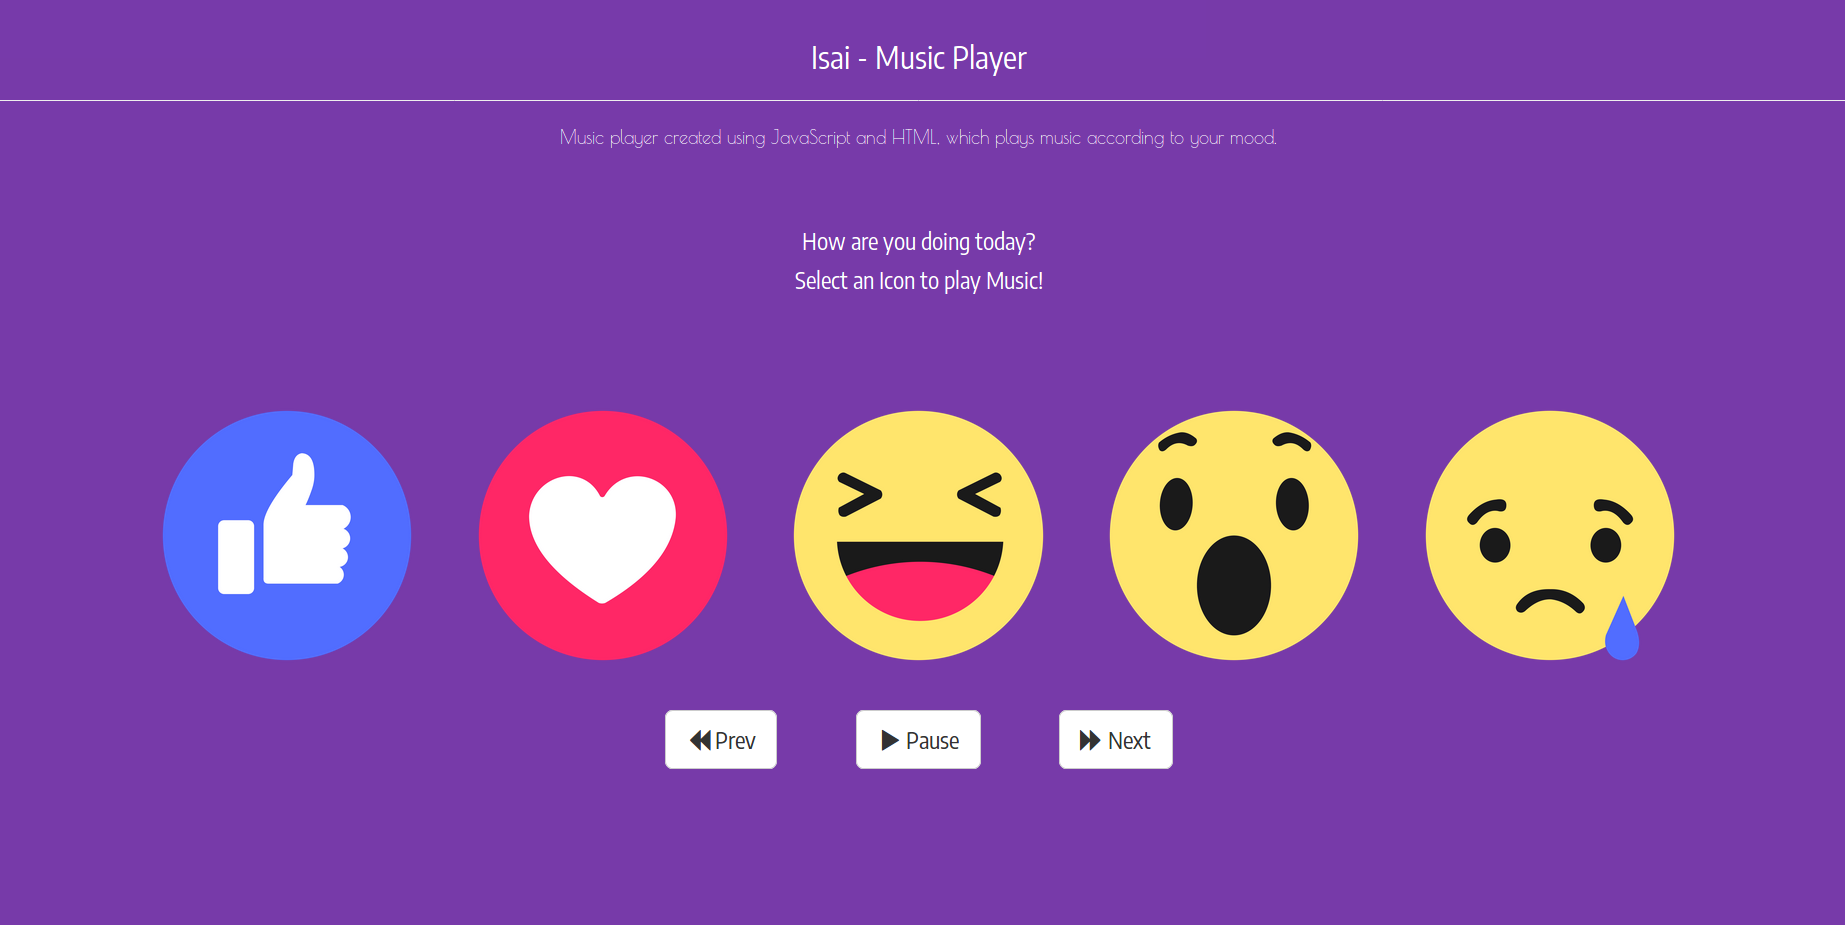 Isai - Music Player
Music player created using JavaScript and HTML, which plays music according to your mood.
How are you doing today?
Select an Icon to play Music!
Prev
Pause
Next